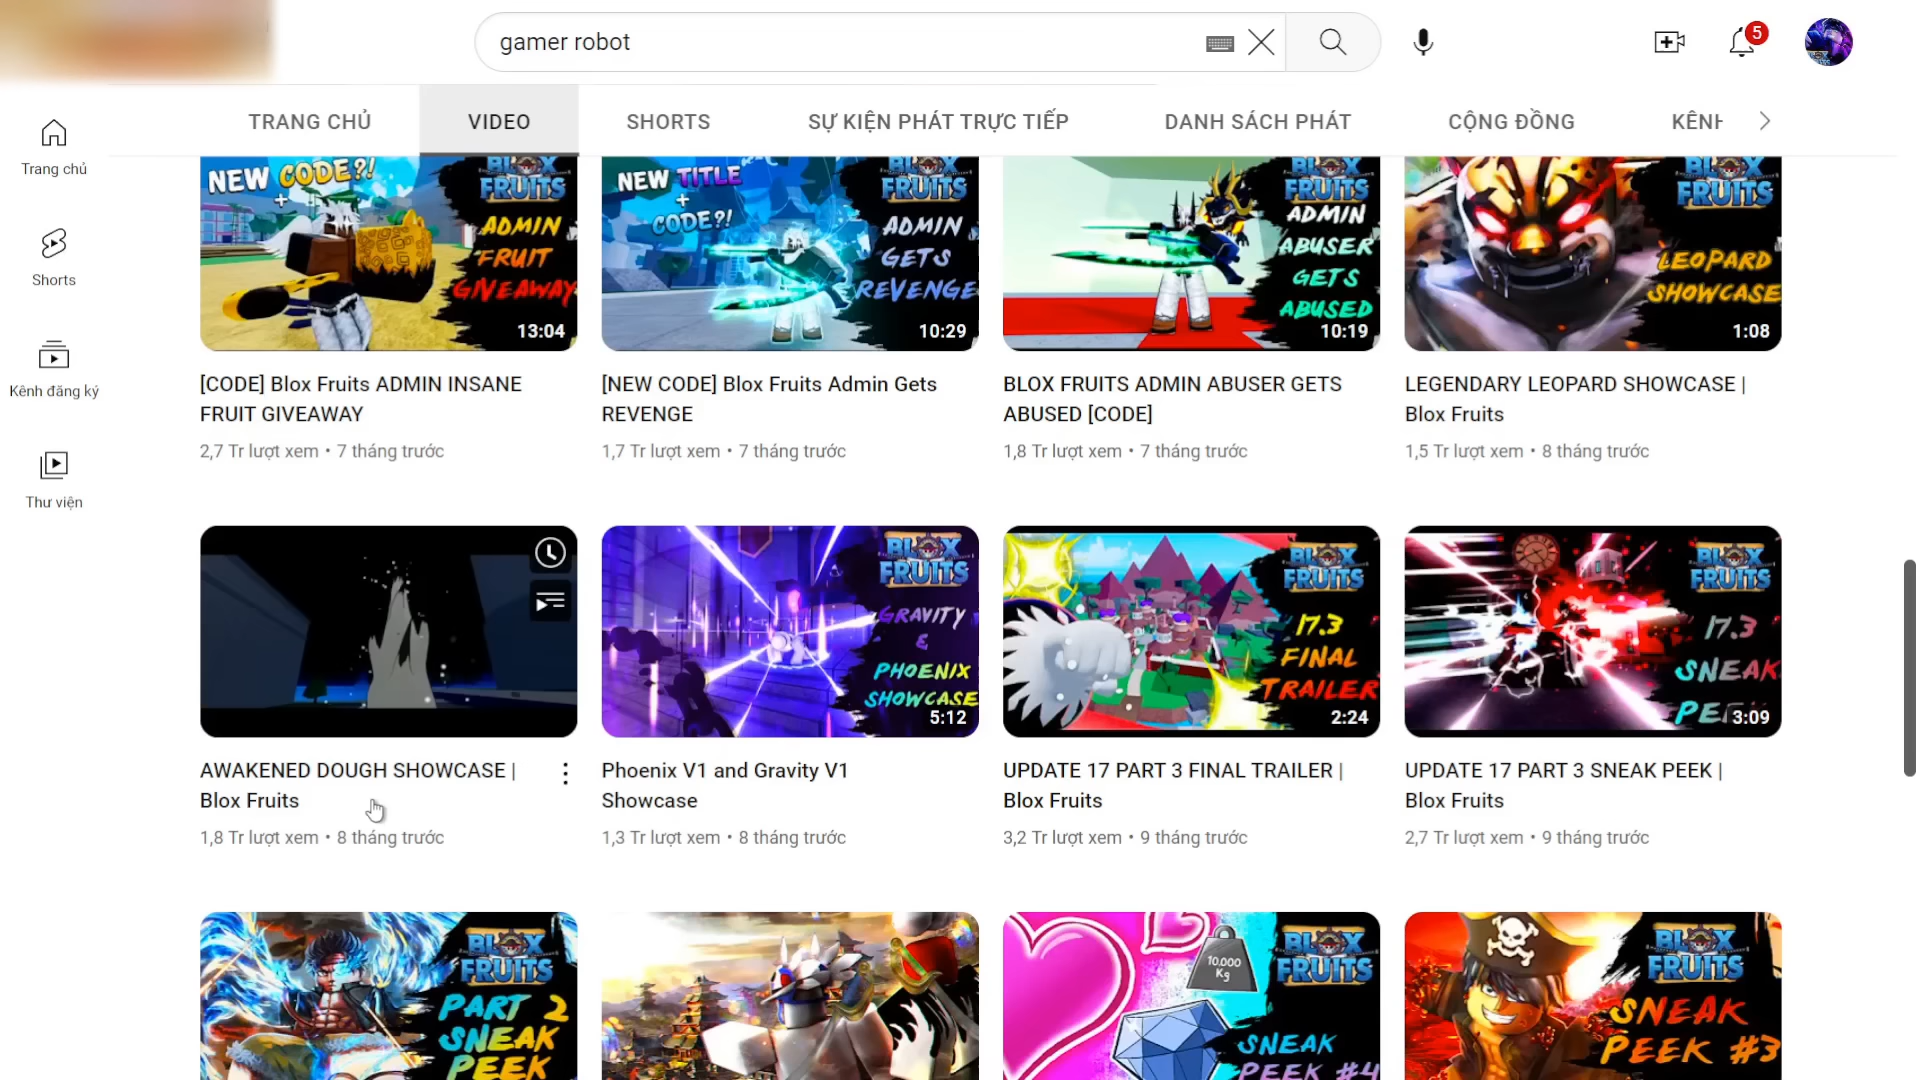 gamer robot
5
TRANG CHỦ
VIDEO
SHORTS
SỰ KIỆN PHÁT TRỰC TIẾP
DANH SÁCH PHÁT
CỘNG ĐỒNG
KÊNH
Trang chủ
Shorts
Kênh đăng ký
Thư viện
NEW CODE?!
+
BLOX
FRUITS
ADMIN
FRUIT
GIVEAWAY
13:04
NEW TITLE
+
CODE?!
BLOX
FRUITS
ADMIN
GETS
REVENGE
10:29
BLOX
FRUITS
ADMIN
ABUSER
GETS
ABUSED
10:19
BLOX
FRUITS
LEOPARD
SHOWCASE
1:08
[CODE] Blox Fruits ADMIN INSANE
FRUIT GIVEAWAY
2,7 Tr lượt xem • 7 tháng trước
[NEW CODE] Blox Fruits Admin Gets
REVENGE
1,7 Tr lượt xem • 7 tháng trước
BLOX FRUITS ADMIN ABUSER GETS
ABUSED [CODE]
1,8 Tr lượt xem • 7 tháng trước
LEGENDARY LEOPARD SHOWCASE |
Blox Fruits
1,5 Tr lượt xem • 8 tháng trước
BLOX
FRUITS
GRAVITY
&
PHOENIX
SHOWCASE
5:12
BLOX
FRUITS
17.3
FINAL
TRAILER
2:24
BLOX
FRUITS
17.3
SNEAK
PE
3:09
AWAKENED DOUGH SHOWCASE |
Blox Fruits
1,8 Tr lượt xem • 8 tháng trước
Phoenix V1 and Gravity V1
Showcase
1,3 Tr lượt xem • 8 tháng trước
UPDATE 17 PART 3 FINAL TRAILER |
Blox Fruits
3,2 Tr lượt xem • 9 tháng trước
UPDATE 17 PART 3 SNEAK PEEK |
Blox Fruits
2,7 Tr lượt xem • 9 tháng trước
BLOX
FRUITS
PART 2
SNEAK
PEEK
10,000
Kg
BLOX
FRUITS
SNEAK
PEEK #4
BLOX
FRUITS
SNEAK
PEEK #3